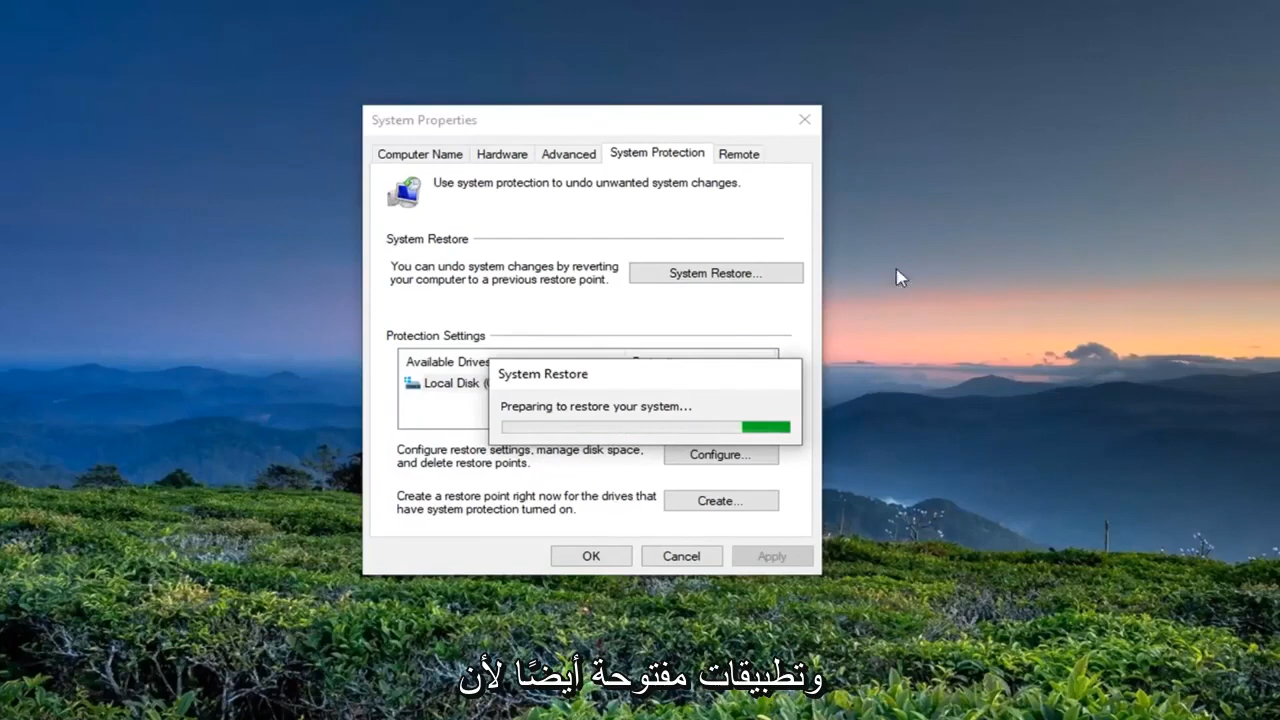 System Properties
Computer Name
Hardware
Advanced
System Protection
Remote
Use system protection to undo unwanted system changes.
System Restore
You can undo system changes by reverting
your computer to a previous restore point.
System Restore...
Protection Settings
Available Drives
Local Disk (
System Restore
Preparing to restore your system...
Configure restore settings, manage disk space,
and delete restore points.
Configure...
Create a restore point right now for the drives that
have system protection turned on.
Create...
OK
Cancel
Apply
وتطبيقات مفتوحة أيضًا لأن